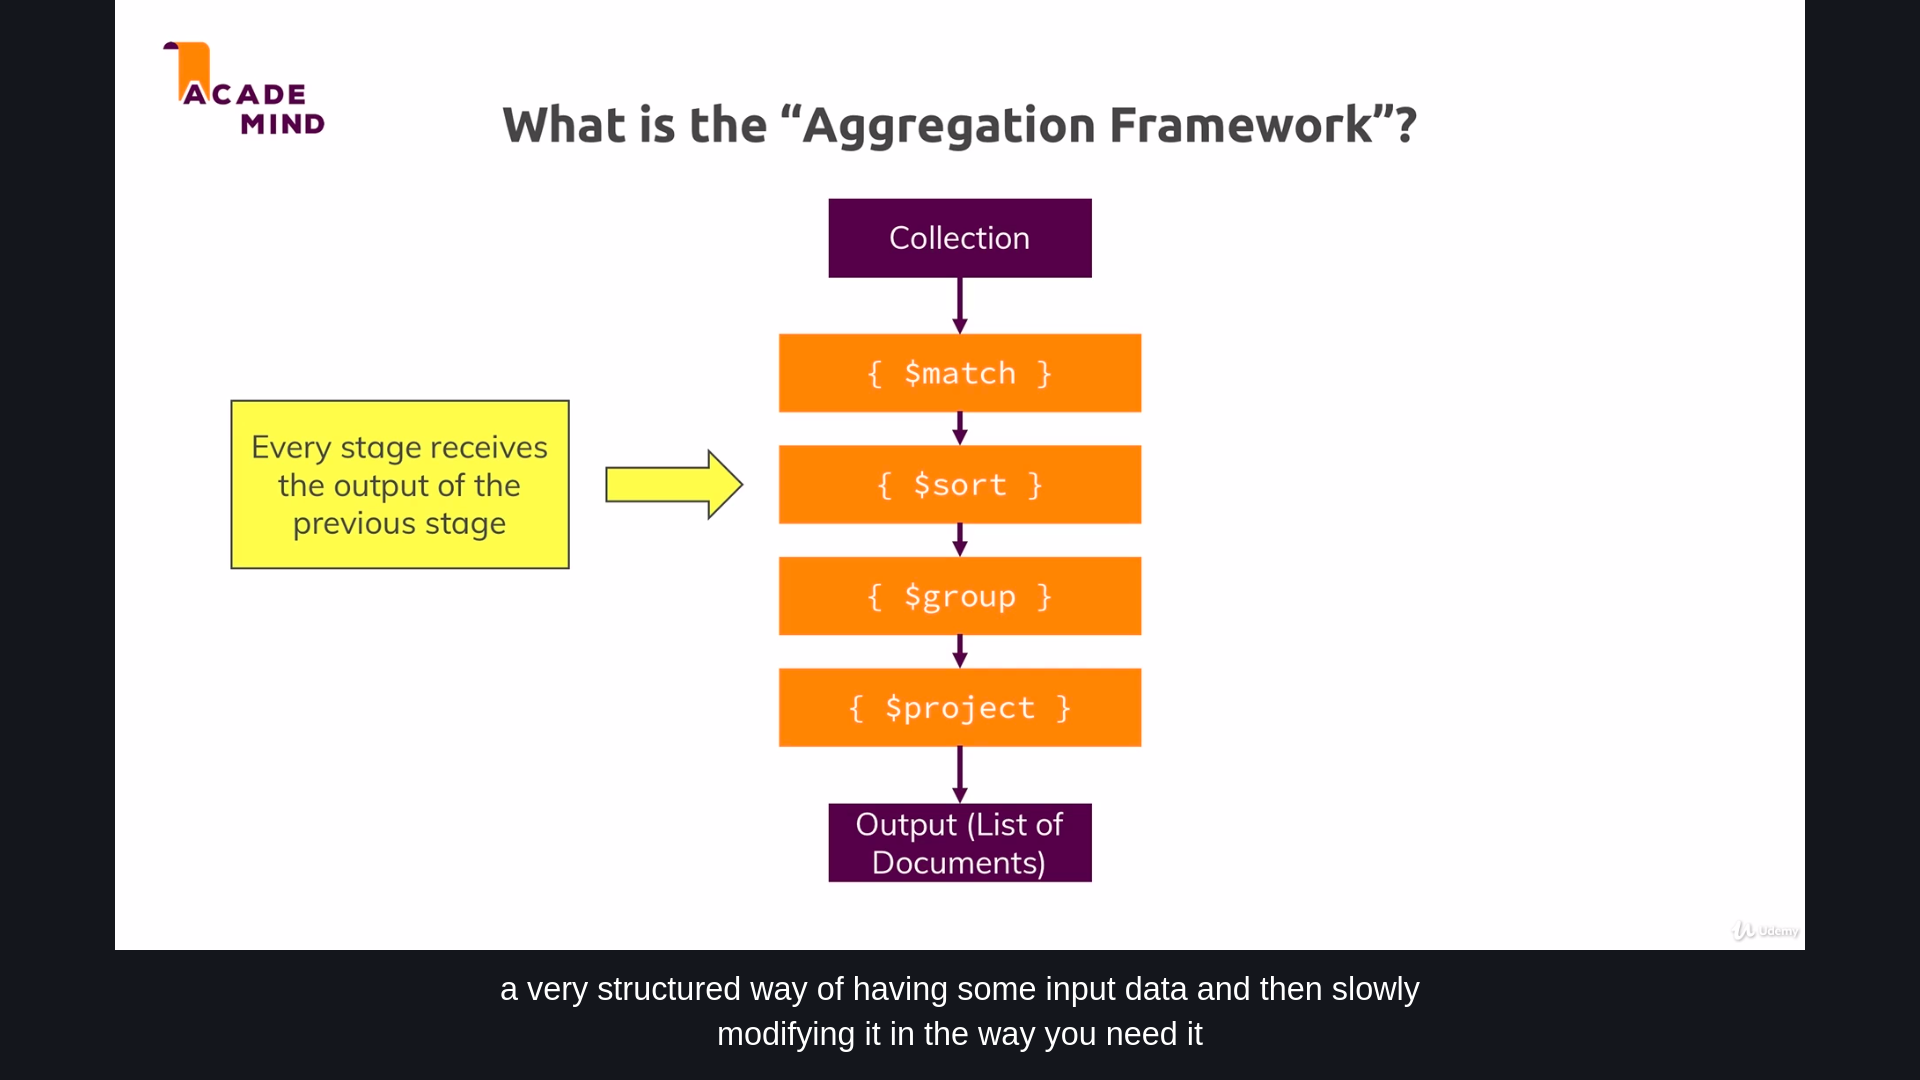 ACADE
MIND
What is the “Aggregation Framework”?
Collection
{ $match }
Every stage receives
the output of the
previous stage
{ $sort }
{ $group }
{ $project }
Output (List of
Documents)
Udemy
a very structured way of having some input data and then slowly
modifying it in the way you need it